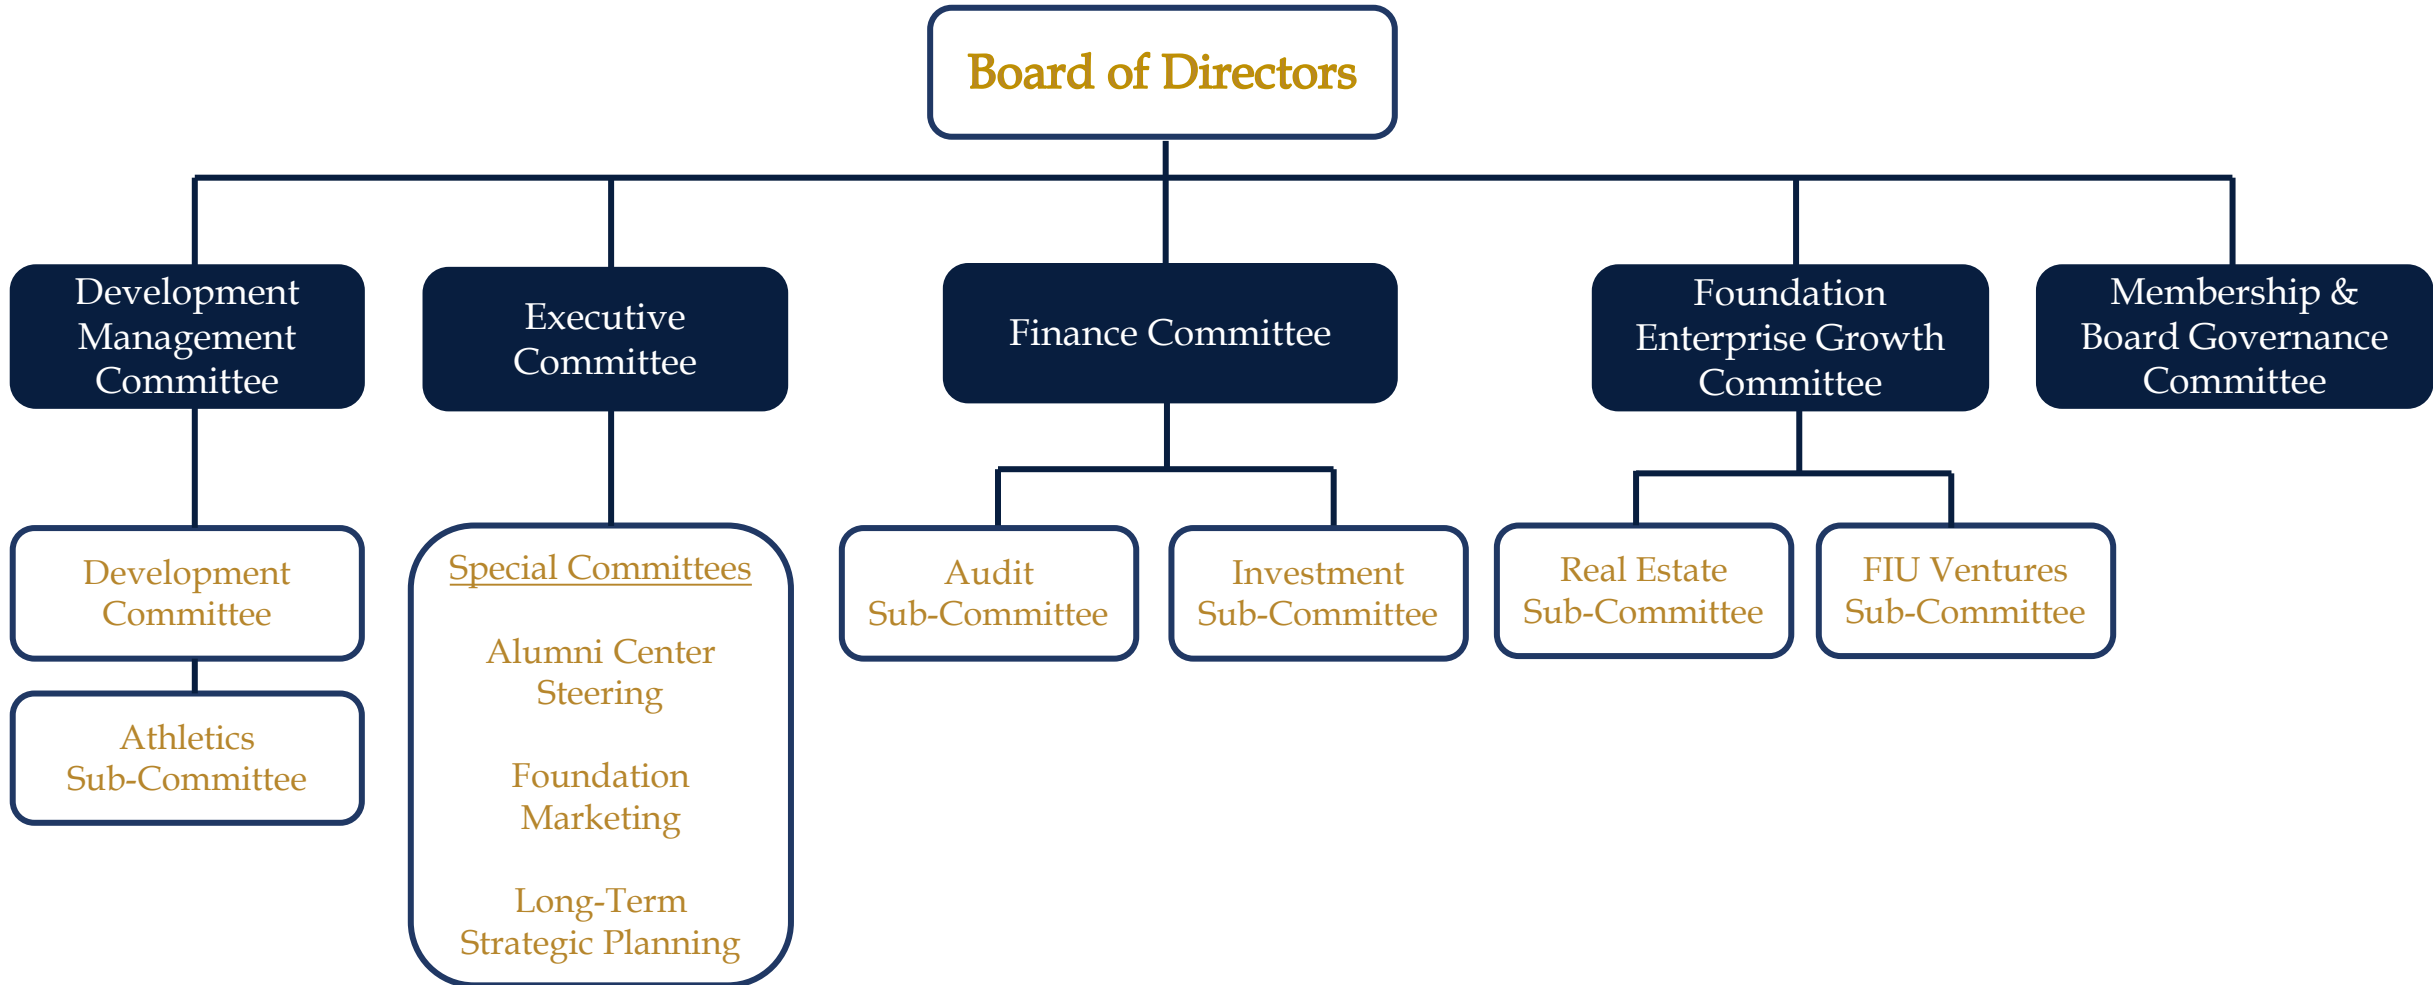 Board of Directors
Development
Management
Committee
Executive
Committee
Finance Committee
Foundation
Enterprise Growth
Committee
Membership &
Board Governance
Committee
Development
Committee
Athletics
Sub-Committee
Special Committees
Alumni Center
Steering
Foundation
Marketing
Long-Term
Strategic Planning
Audit
Sub-Committee
Investment
Sub-Committee
Real Estate
Sub-Committee
FIU Ventures
Sub-Committee